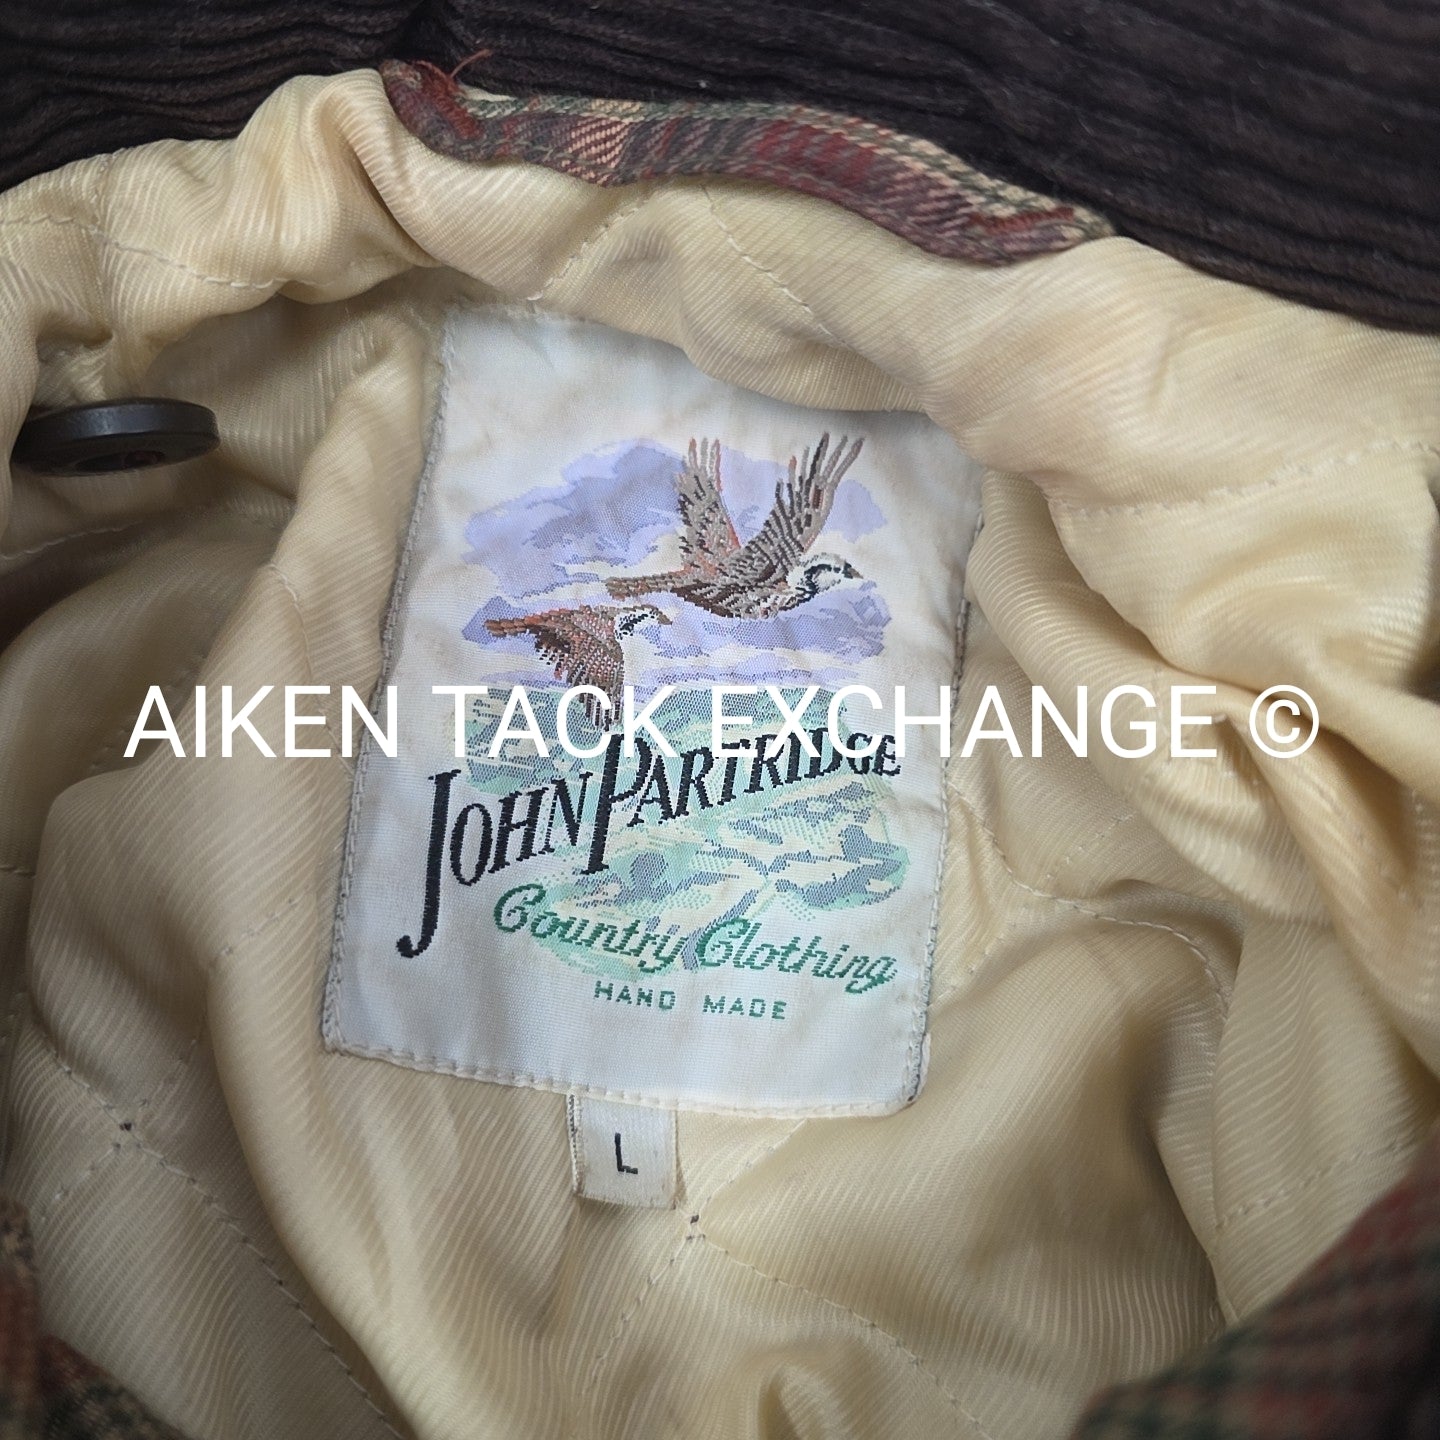 AIKEN TACK EXCHANGE ©
JOHN PARTRIDGE
Country Clothing
HAND MADE
L